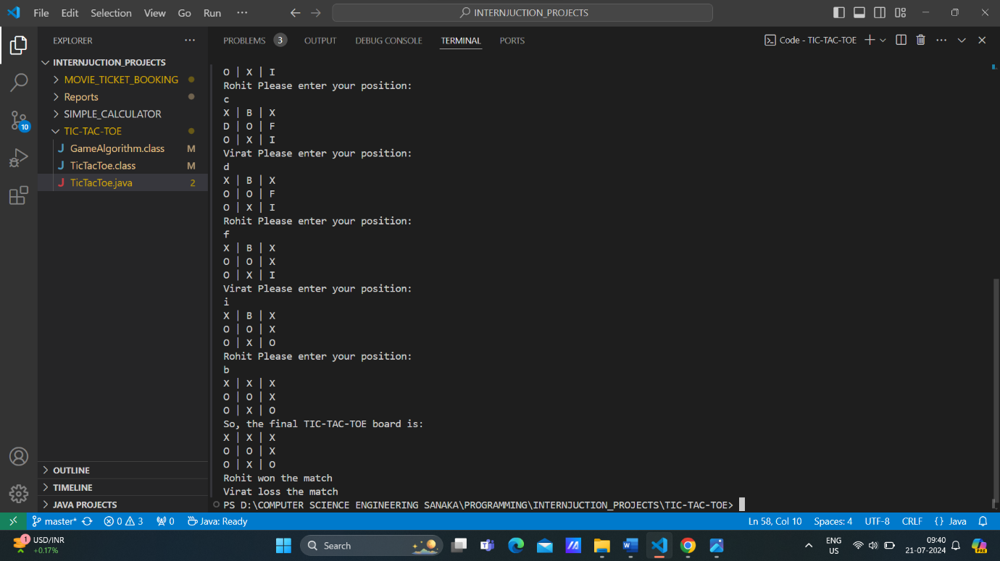 File Edit Selection View Go Run ··· INTERNJUCTION_PROJECTS
EXPLORER ···
INTERNJUCTION_PROJECTS
MOVIE_TICKET_BOOKING
Reports
SIMPLE_CALCULATOR
TIC-TAC-TOE
J GameAlgorithm.class M
J TicTacToe.class M
J TicTacToe.java 2
10
OUTLINE
TIMELINE
JAVA PROJECTS
PROBLEMS 3 OUTPUT DEBUG CONSOLE TERMINAL PORTS Code - TIC-TAC-TOE ···
O | X | I
Rohit Please enter your position:
c
X | B | X
D | O | F
O | X | I
Virat Please enter your position:
d
X | B | X
O | O | F
O | X | I
Rohit Please enter your position:
f
X | B | X
O | O | X
O | X | I
Virat Please enter your position:
i
X | B | X
O | O | X
O | X | O
Rohit Please enter your position:
b
X | X | X
O | O | X
O | X | O
So, the final TIC-TAC-TOE board is:
X | X | X
O | O | X
O | X | O
Rohit won the match
Virat loss the match
PS D:\COMPUTER SCIENCE ENGINEERING SANAKA\PROGRAMMING\INTERNJUCTION_PROJECTS\TIC-TAC-TOE>
master* 0 3 0 Java: Ready Ln 58, Col 10 Spaces: 4 UTF-8 CRLF {} Java
1 USD/INR
+0.17%
Search
ENG
US
09:40
21-07-2024
PRE